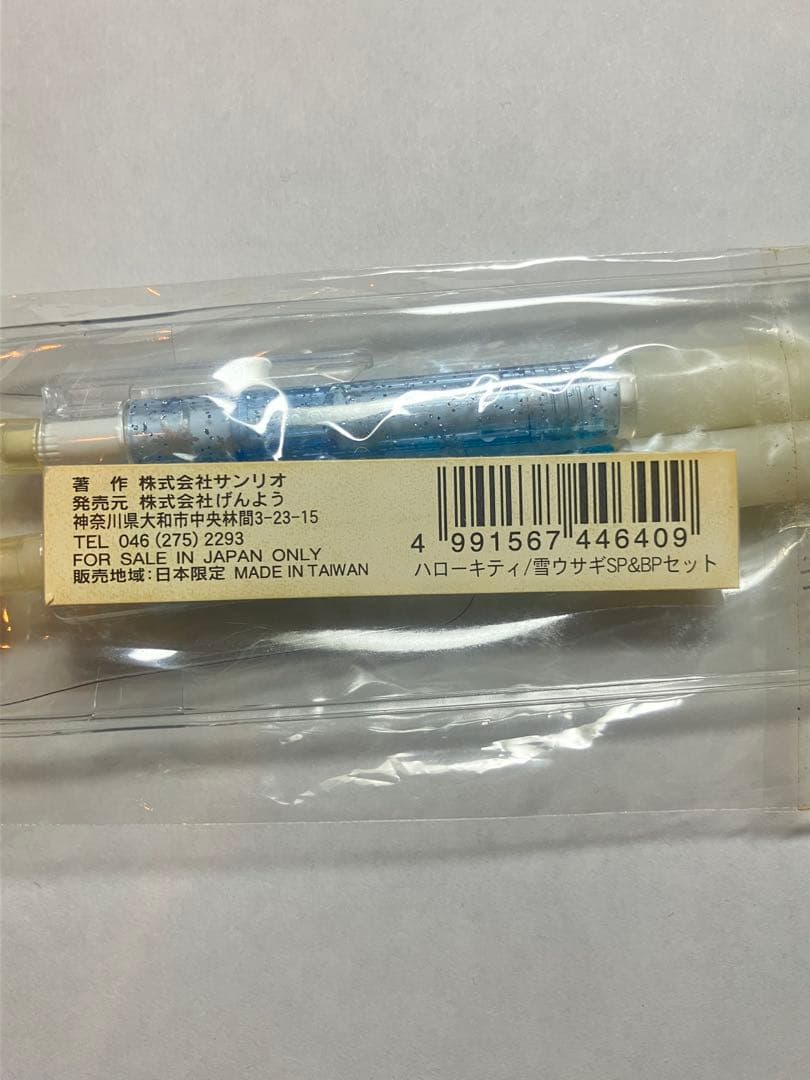 著　作 株式会社サンリオ
発売元 株式会社げんよう
神奈川県大和市中央林間3-23-15
TEL 046(275)2293
FOR SALE IN JAPAN ONLY
販売地域:日本限定 MADE IN TAIWAN
4 991567 446409
ハローキティ/雪ウサギSP&BPセット